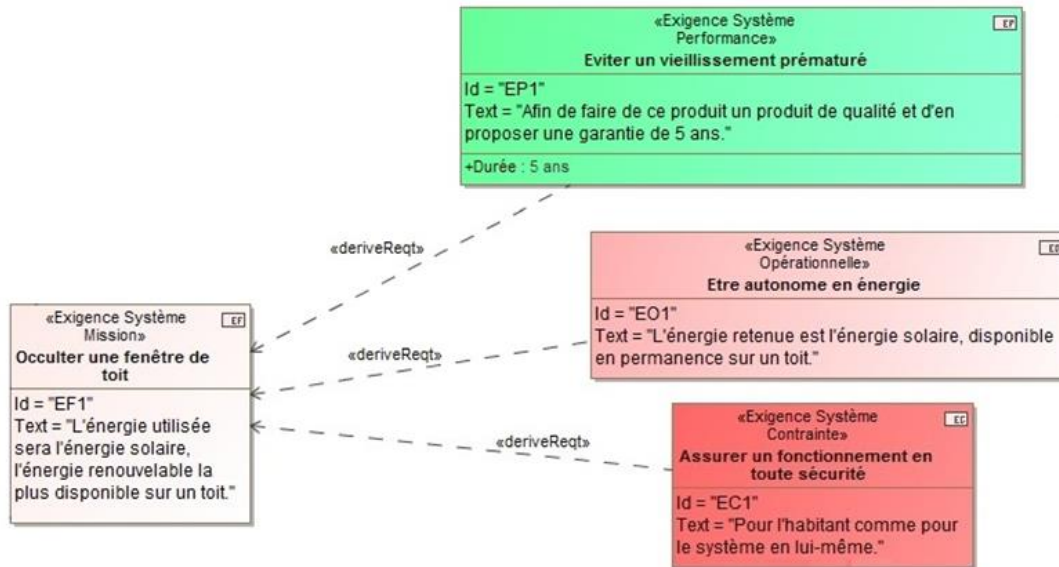 «Exigence Système
Performance»
EP
Eviter un vieillissement prématuré
Id = "EP1"
Text = "Afin de faire de ce produit un produit de qualité et d'en
proposer une garantie de 5 ans."
+Durée : 5 ans
«deriveReqt»
«Exigence Système
Opérationnelle»
Etre autonome en énergie
Id = "EO1"
Text = "L'énergie retenue est l'énergie solaire, disponible
en permanence sur un toit."
«Exigence Système
Mission»
EF
Occulter une fenêtre de
toit
Id = "EF1"
Text = "L'énergie utilisée
sera l'énergie solaire,
l'énergie renouvelable la
plus disponible sur un toit."
«deriveReqt»
«deriveReqt»
«Exigence Système
Contrainte»
Assurer un fonctionnement en
toute sécurité
Id = "EC1"
Text = "Pour l'habitant comme pour
le système en lui-même."